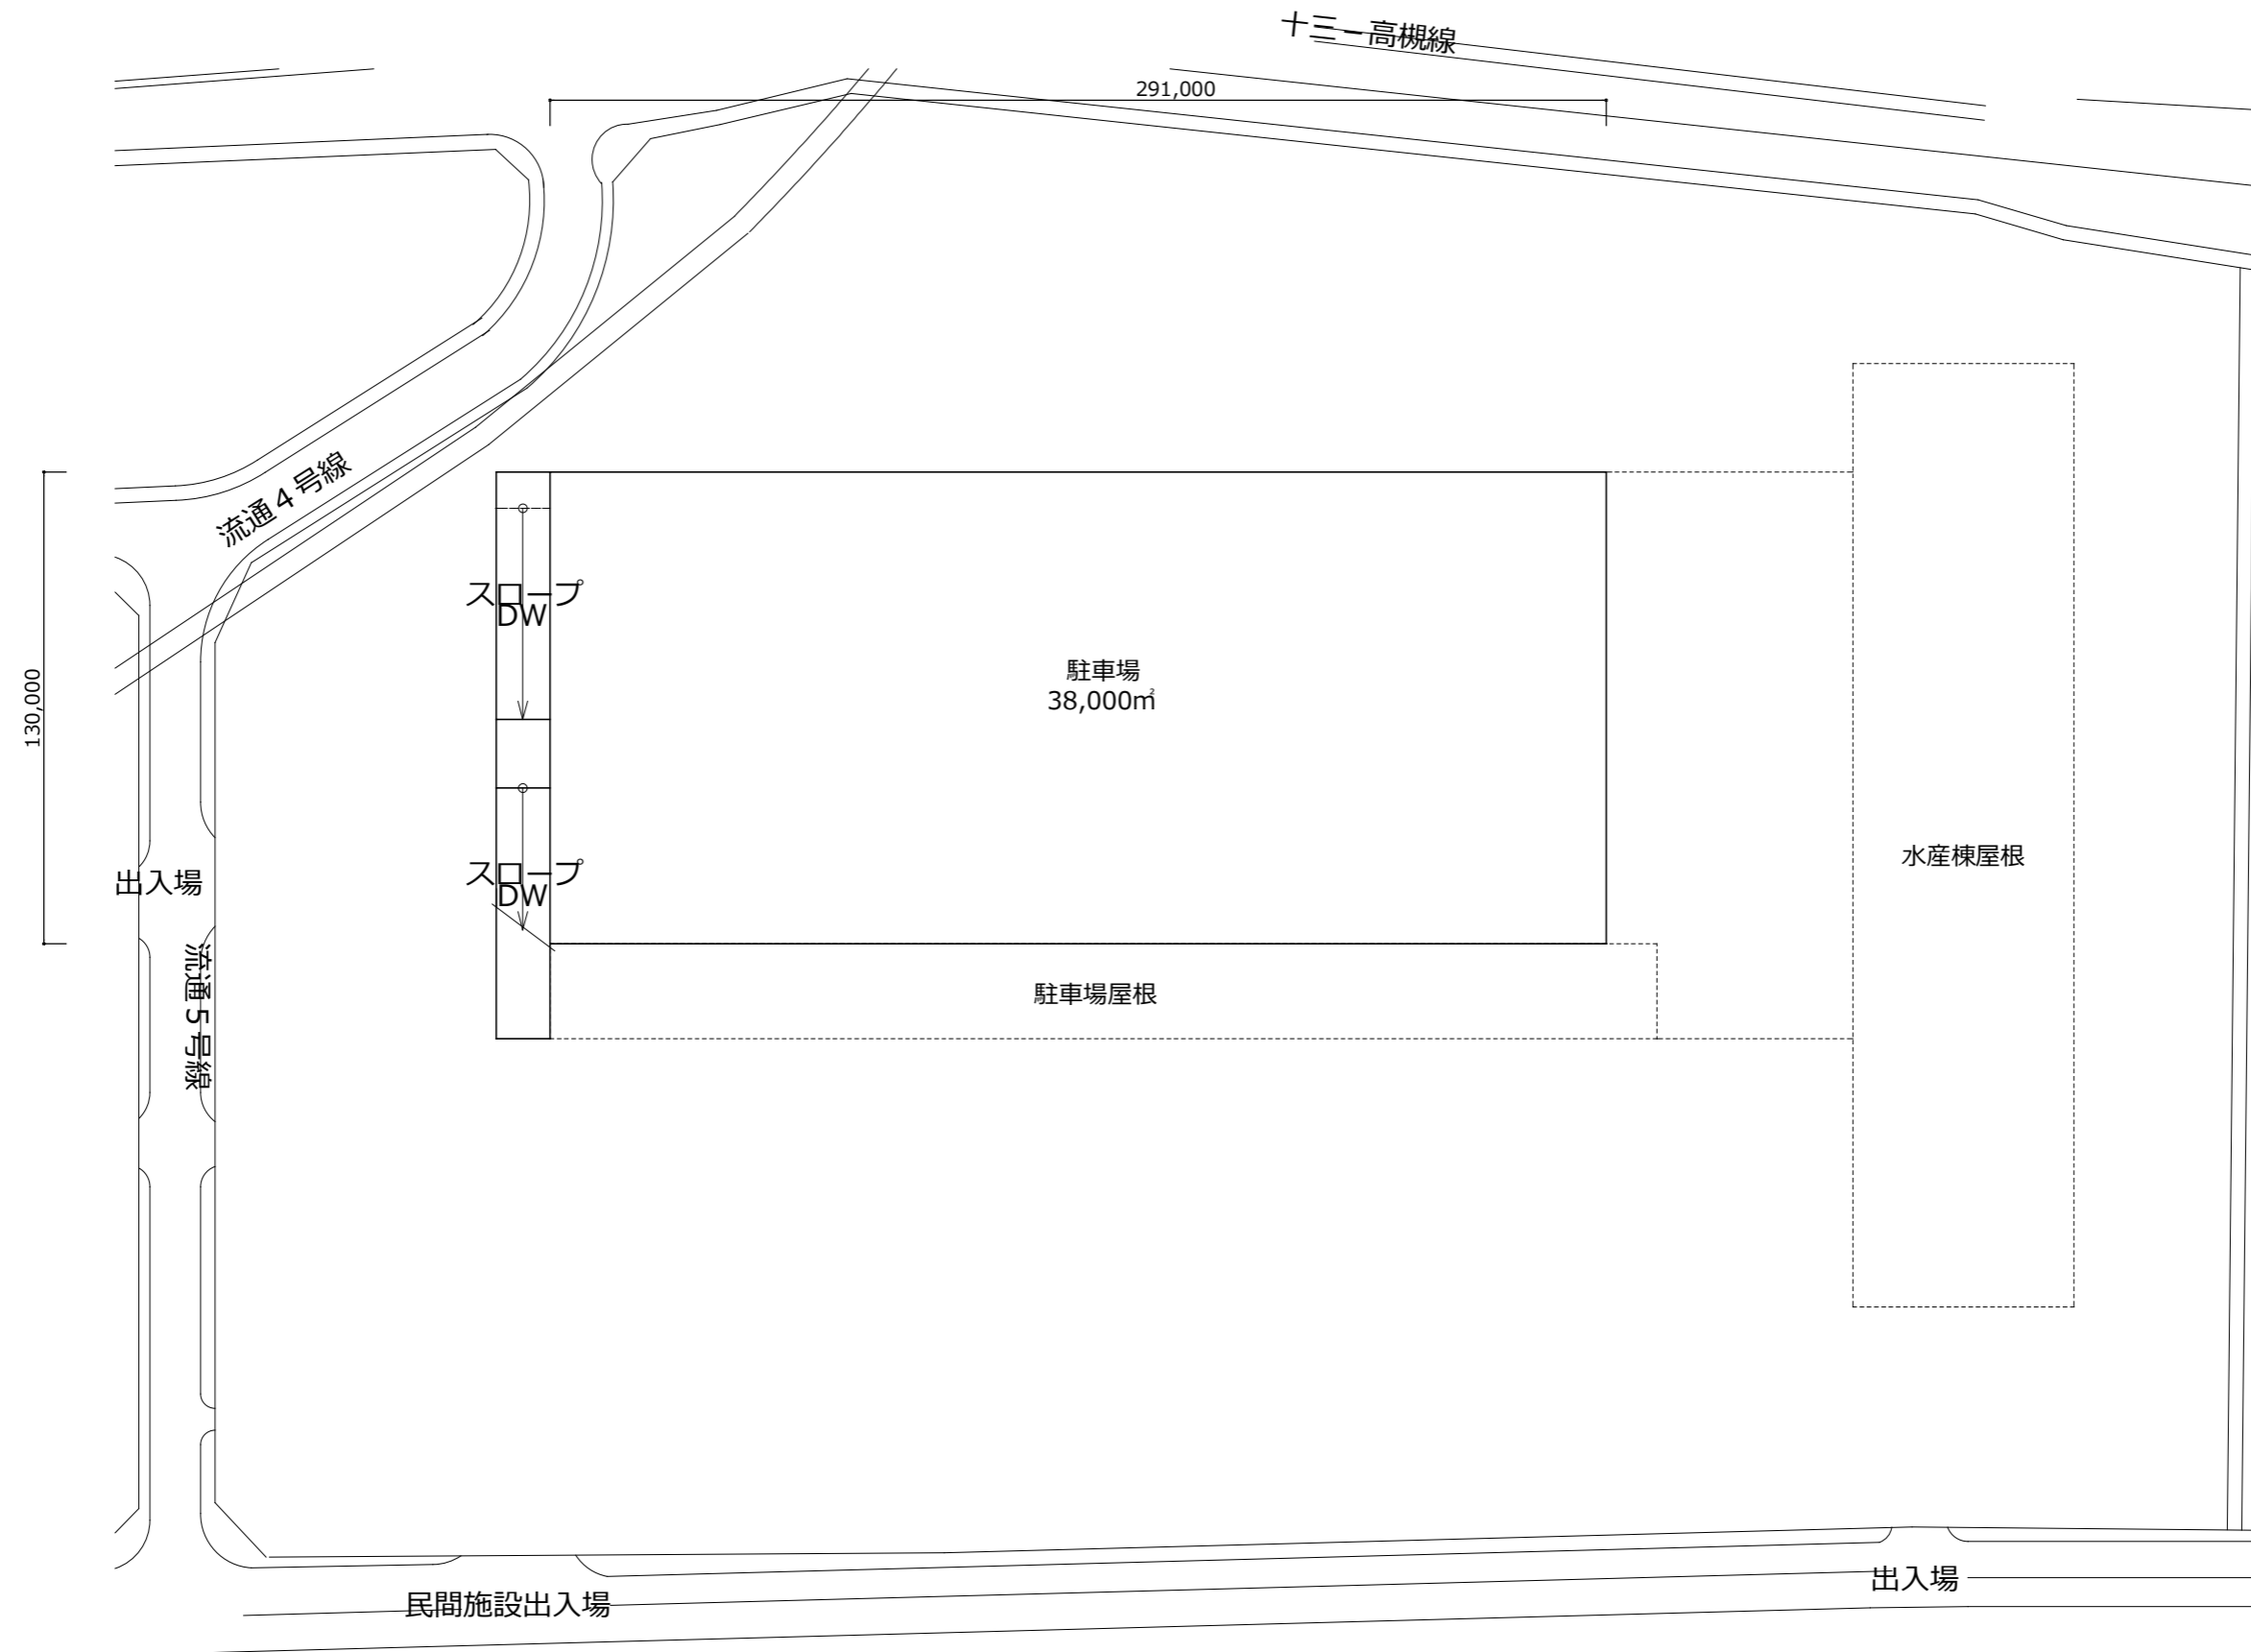 十三ー高槻線
291,000
流通４号線
スロープ
DW
駐車場
38,000㎡
130,000
水産棟屋根
スロープ
DW
出入場
流通５号線
駐車場屋根
出入場
民間施設出入場